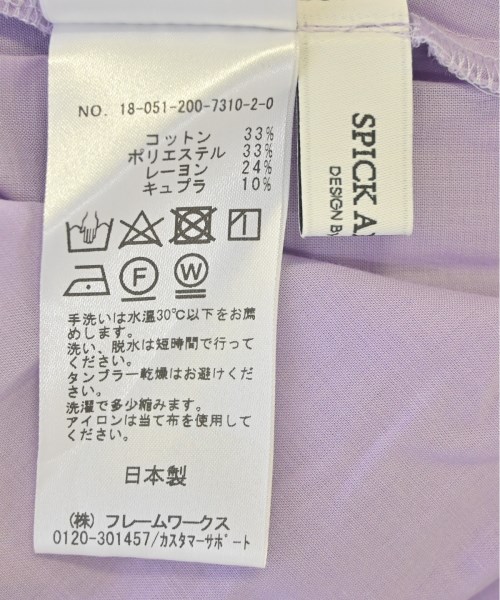 NO. 18-051-200-7310-2-0
コットン 33%
ポリエステル 33%
レーヨン 24%
キュプラ 10%
F
W
手洗いは水温30℃以下をお薦
めします。
洗い、脱水は短時間で行って
ください。
タンブラー乾燥はお避けくださ
い。
洗濯で多少縮みます。
アイロンは当て布を使用して
ください。
日本製
(株) フレームワークス
0120-301457/カスタマーサポート
SPICK A
DESIGN By